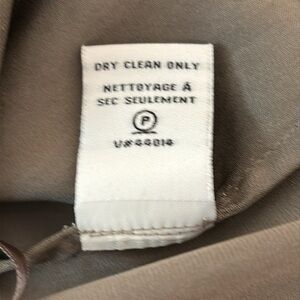 DRY CLEAN ONLY
NETTOYAGE À
SEC SEULEMENT
P
U#44014